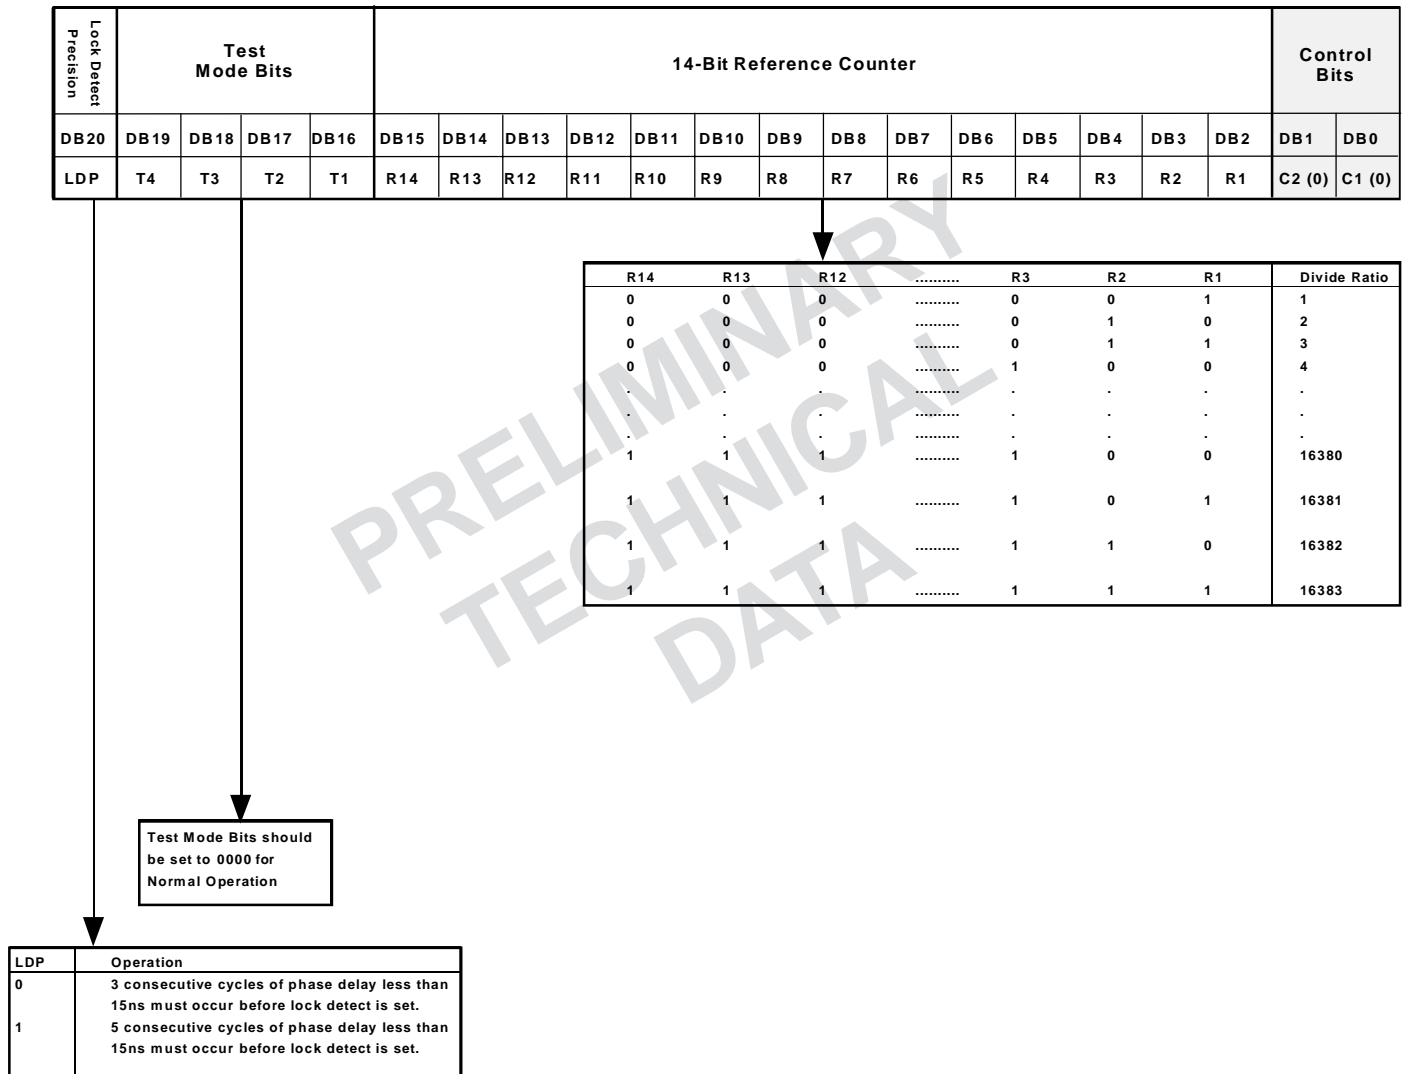 Lock Detect
Precision
Test
Mode Bits
14-Bit Reference Counter
Control
Bits
DB20 DB19 DB18 DB17 DB16 DB15 DB14 DB13 DB12 DB11 DB10 DB9 DB8 DB7 DB6 DB5 DB4 DB3 DB2 DB1 DB0
LDP T4 T3 T2 T1 R14 R13 R12 R11 R10 R9 R8 R7 R6 R5 R4 R3 R2 R1 C2 (0) C1 (0)
R14 R13 R12 .......... R3 R2 R1 Divide Ratio
0 0 0 .......... 0 0 1 1
0 0 0 .......... 0 1 0 2
0 0 0 .......... 0 1 1 3
0 0 0 .......... 1 0 0 4
. . . .......... . . . .
. . . .......... . . . .
. . . .......... . . . .
1 1 1 .......... 1 0 0 16380
1 1 1 .......... 1 0 1 16381
1 1 1 .......... 1 1 0 16382
1 1 1 .......... 1 1 1 16383
PRELIMINARY
TECHNICAL
DATA
Test Mode Bits should
be set to 0000 for
Normal Operation
LDP Operation
0 3 consecutive cycles of phase delay less than
15ns must occur before lock detect is set.
1 5 consecutive cycles of phase delay less than
15ns must occur before lock detect is set.